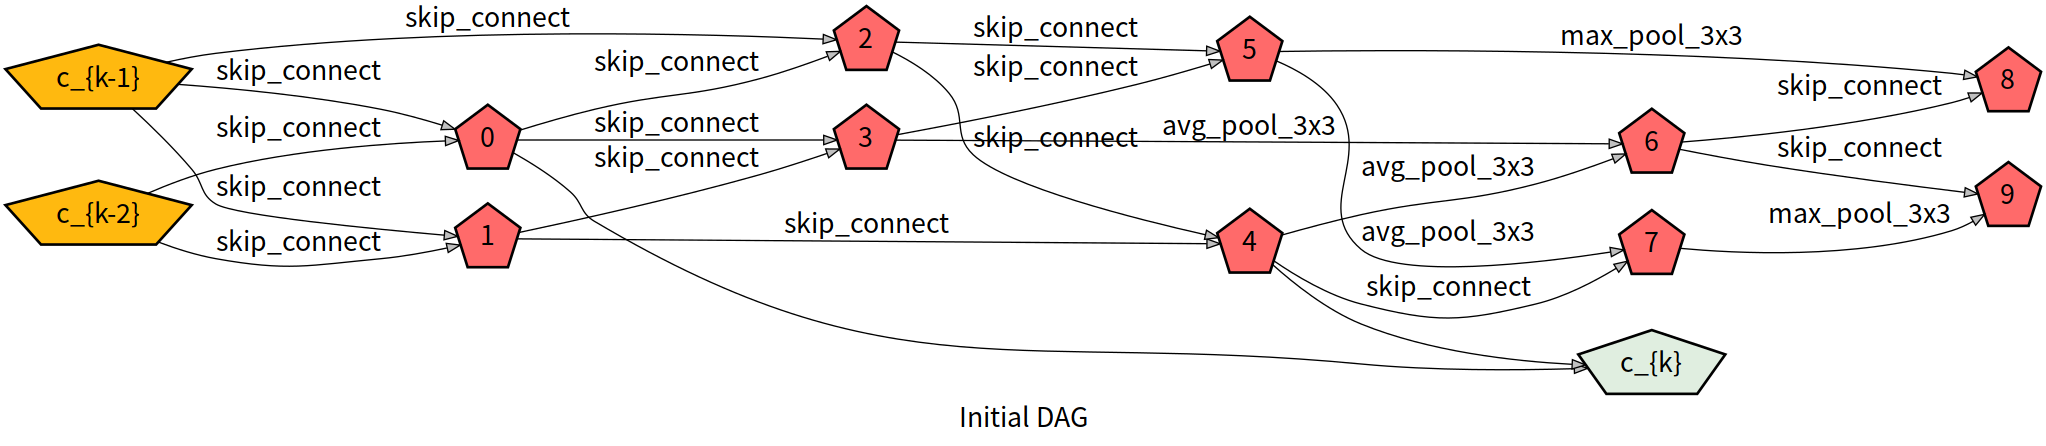 skip_connect
2
skip_connect
5
max_pool_3x3
c_{k-1}
skip_connect
skip_connect
skip_connect
skip_connect
8
skip_connect
0
skip_connect
3
skip_connect
avg_pool_3x3
6
skip_connect
skip_connect
avg_pool_3x3
c_{k-2}
skip_connect
9
max_pool_3x3
skip_connect
1
skip_connect
4
avg_pool_3x3
7
skip_connect
c_{k}
Initial DAG